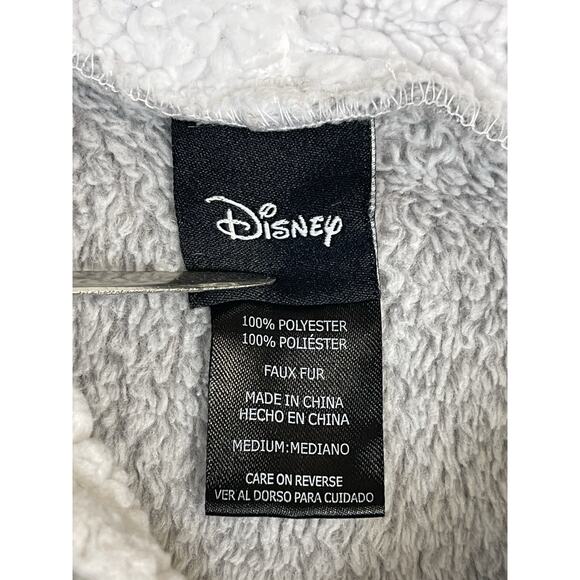 Disney
100% POLYESTER
100% POLIÉSTER
FAUX FUR
MADE IN CHINA
HECHO EN CHINA
MEDIUM:MEDIANO
CARE ON REVERSE
VER AL DORSO PARA CUIDADO